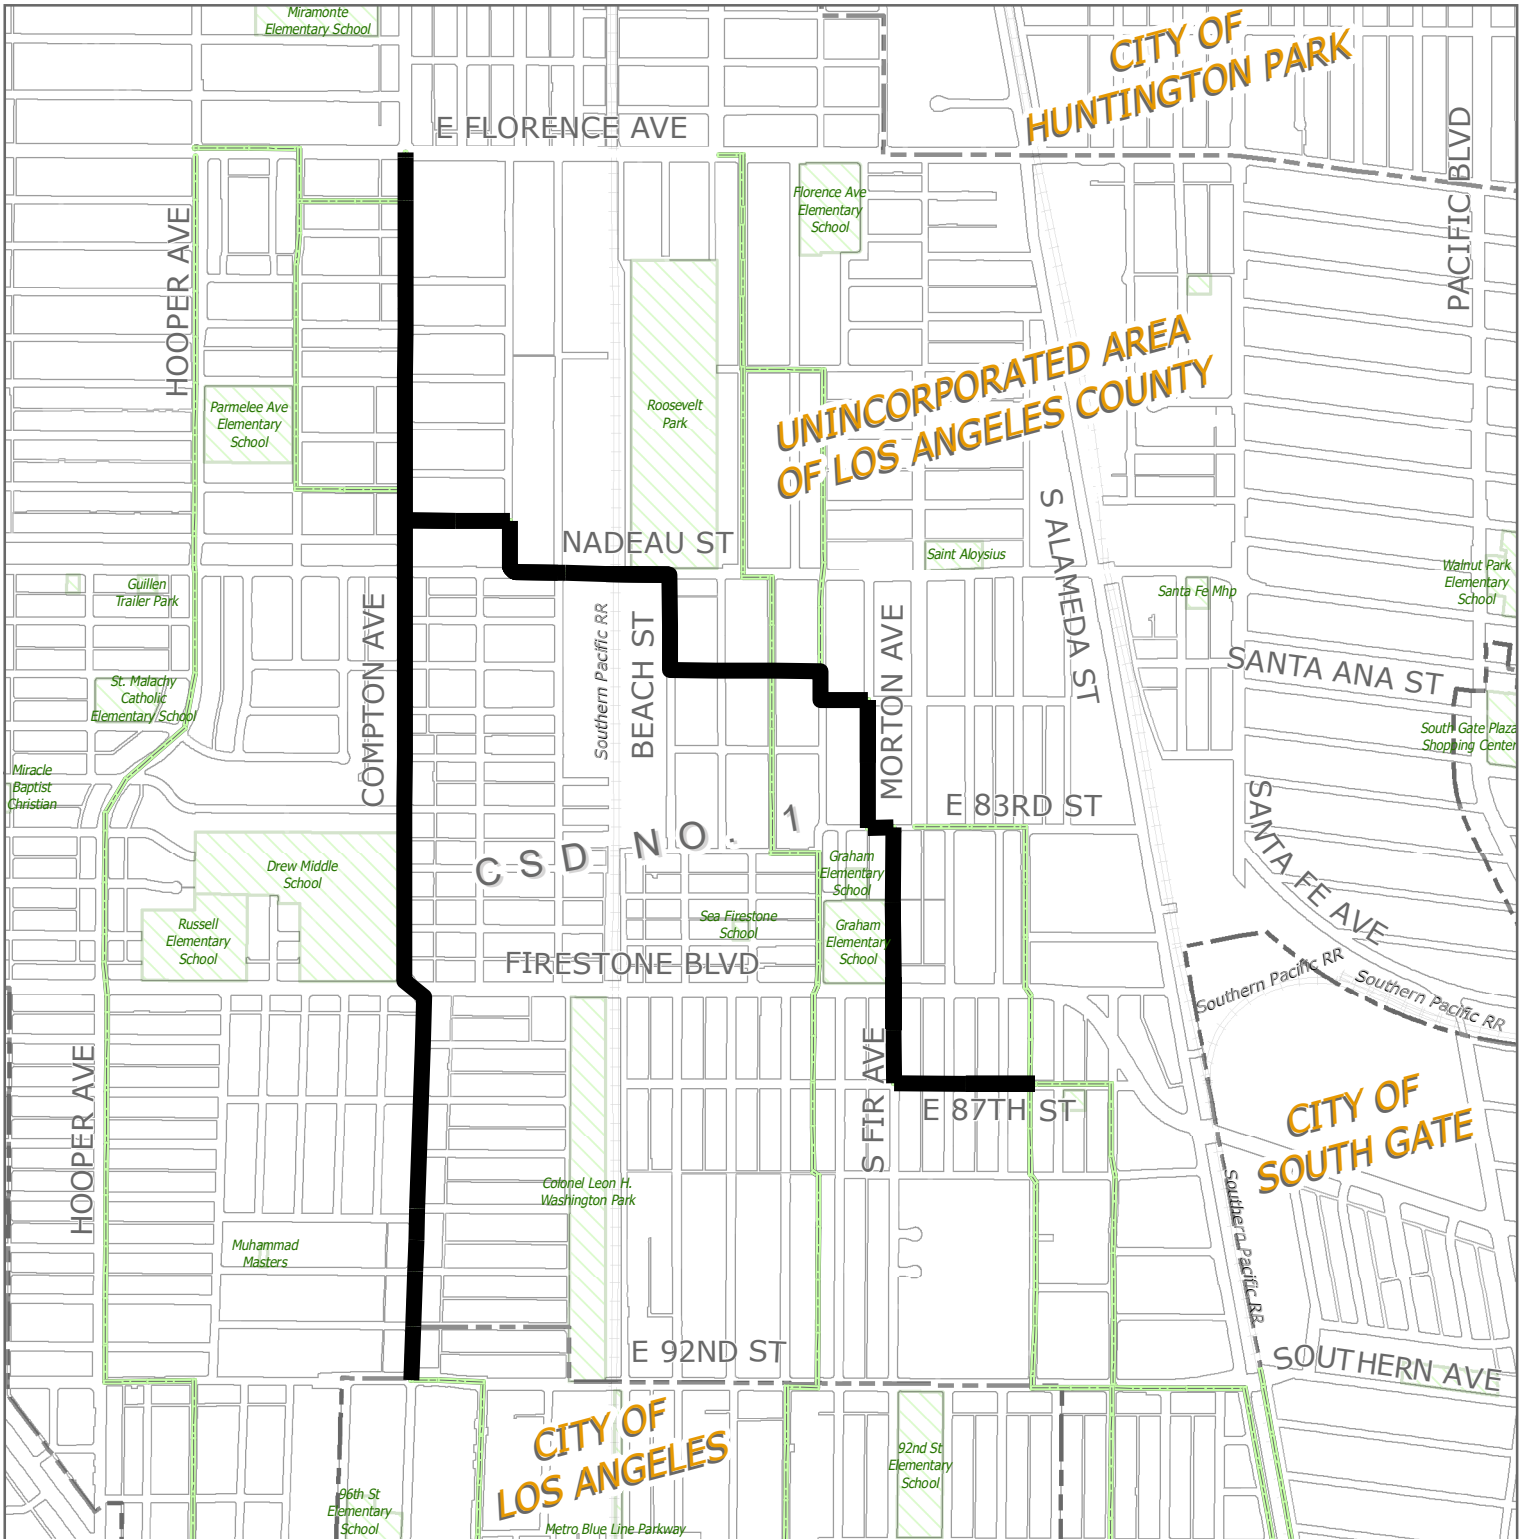 Miramonte
Elementary School
CITY OF
HUNTINGTON PARK
E FLORENCE AVE
PACIFIC BLVD
HOOPER AVE
Florence Ave
Elementary
School
UNINCORPORATED AREA
OF LOS ANGELES COUNTY
Parmelee Ave
Elementary
School
Roosevelt
Park
S ALAMEDA ST
NADEAU ST
Saint Aloysius
Guillen
Trailer Park
Santa Fe Mhp
Walnut Park
Elementary
School
COMPTON AVE
Southern Pacific RR
BEACH ST
MORTON AVE
SANTA ANA ST
St. Malachy
Catholic
Elementary School
South Gate Plaza
Shopping Center
Miracle
Baptist
Christian
E 83RD ST
SANTA FE AVE
CSD NO. 1
Drew Middle
School
Graham
Elementary
School
Russell
Elementary
School
Sea Firestone
School
Graham
Elementary
School
FIRESTONE BLVD
Southern Pacific RR
Southern Pacific RR
HOOPER AVE
S FIR AVE
E 87TH ST
CITY OF
SOUTH GATE
Colonel Leon H.
Washington Park
Southern Pacific RR
Muhammad
Masters
E 92ND ST
SOUTHERN AVE
CITY OF
LOS ANGELES
92nd St
Elementary
School
96th St
Elementary
School
Metro Blue Line Parkway